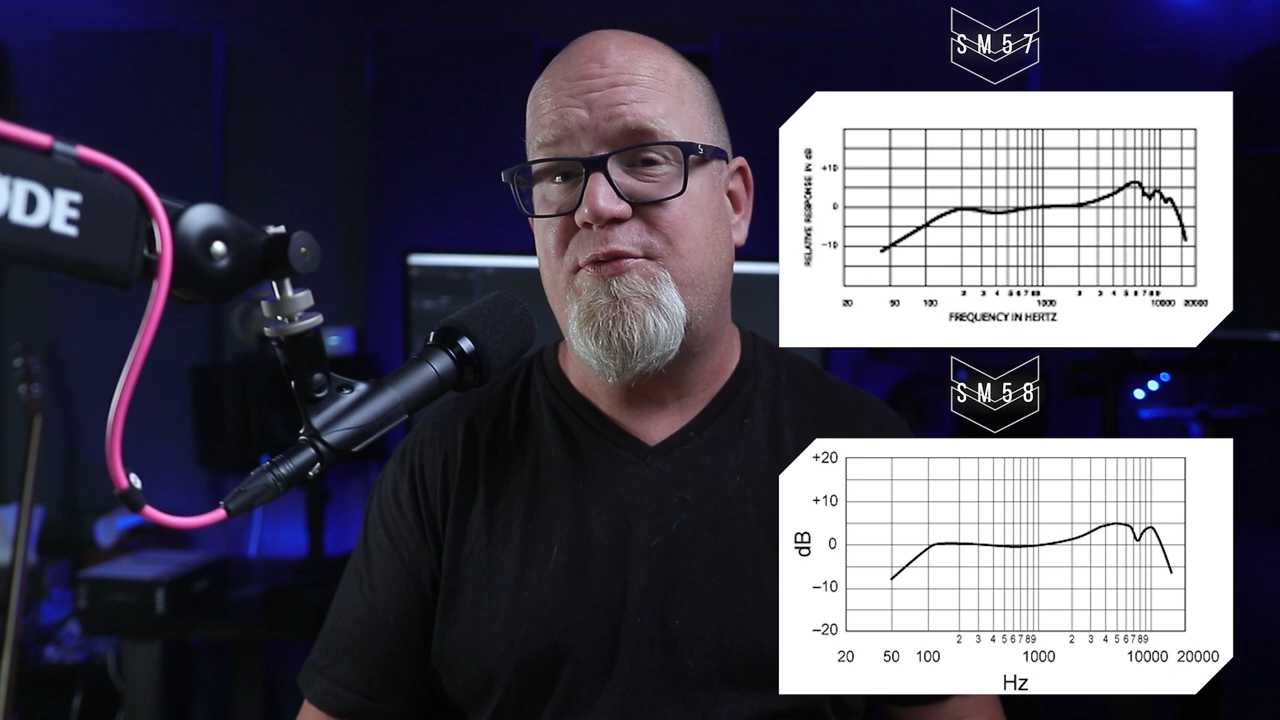 SM57
RELATIVE RESPONSE IN dB
+10
0
-10
20 50 100 2 3 4 5 6 7 8 9 1000 2 3 4 5 6 7 8 9 10000 20000
FREQUENCY IN HERTZ
RØDE
SM58
+20
+10
0
–10
–20
dB
2 3 4 5 6 7 8 9 2 3 4 5 6 7 8 9
20 50 100 1000 10000 20000
Hz